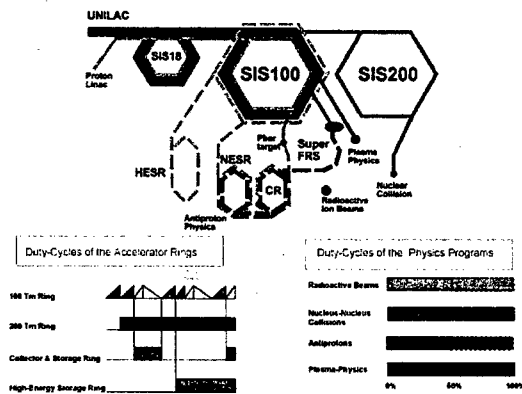 UNILAC
Proton
Linac
SIS18
SIS100
SIS200
HESR
NESR
CR
Pbar
target
Super
FRS
Plasma
Physics
Antiproton
Physics
Radioactive
Ion Beams
Nuclear
Collision
Duty-Cycles of the Accelerator Rings
100 Tm Ring
200 Tm Ring
Collector & Storage Ring
High-Energy Storage Ring
Duty-Cycles of the Physics Programs
Radioactive Beams
Nucleus-Nucleus
Collisions
Antiprotons
Plasma-Physics
0%
50%
100%